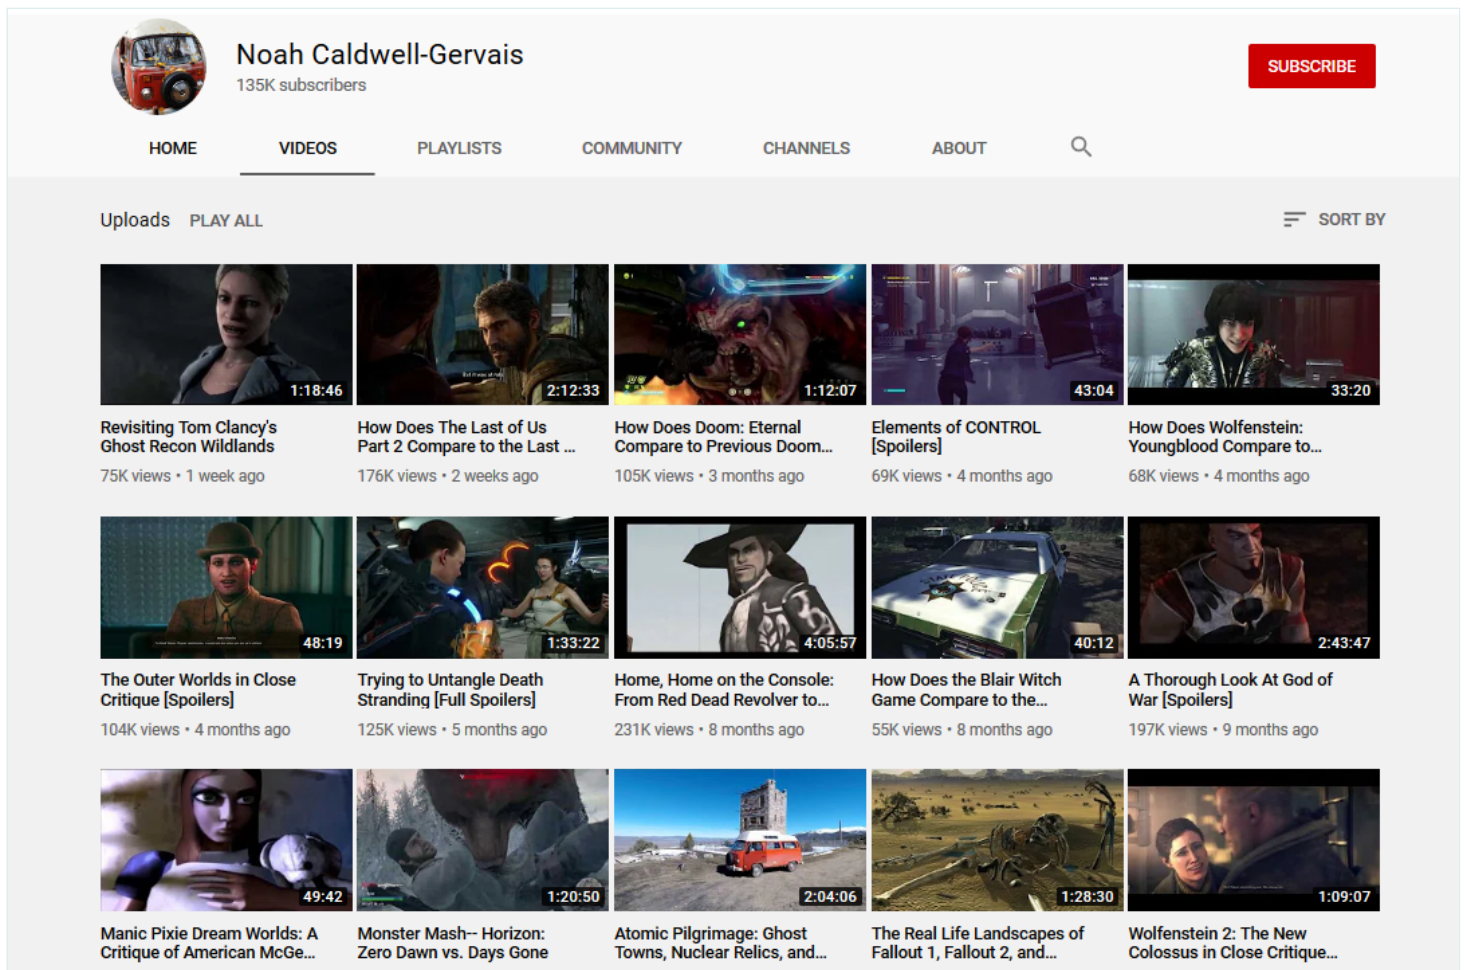 Noah Caldwell-Gervais
135K subscribers
SUBSCRIBE
HOME VIDEOS PLAYLISTS COMMUNITY CHANNELS ABOUT
Uploads PLAY ALL SORT BY
1:18:46 2:12:33 1:12:07 43:04 33:20
Revisiting Tom Clancy's
Ghost Recon Wildlands
75K views • 1 week ago
How Does The Last of Us
Part 2 Compare to the Last ...
176K views • 2 weeks ago
How Does Doom: Eternal
Compare to Previous Doom...
105K views • 3 months ago
Elements of CONTROL
[Spoilers]
69K views • 4 months ago
How Does Wolfenstein:
Youngblood Compare to...
68K views • 4 months ago
48:19 1:33:22 4:05:57 40:12 2:43:47
The Outer Worlds in Close
Critique [Spoilers]
104K views • 4 months ago
Trying to Untangle Death
Stranding [Full Spoilers]
125K views • 5 months ago
Home, Home on the Console:
From Red Dead Revolver to...
231K views • 8 months ago
How Does the Blair Witch
Game Compare to the...
55K views • 8 months ago
A Thorough Look At God of
War [Spoilers]
197K views • 9 months ago
49:42 1:20:50 2:04:06 1:28:30 1:09:07
Manic Pixie Dream Worlds: A
Critique of American McGe...
Monster Mash-- Horizon:
Zero Dawn vs. Days Gone
Atomic Pilgrimage: Ghost
Towns, Nuclear Relics, and...
The Real Life Landscapes of
Fallout 1, Fallout 2, and...
Wolfenstein 2: The New
Colossus in Close Critique...